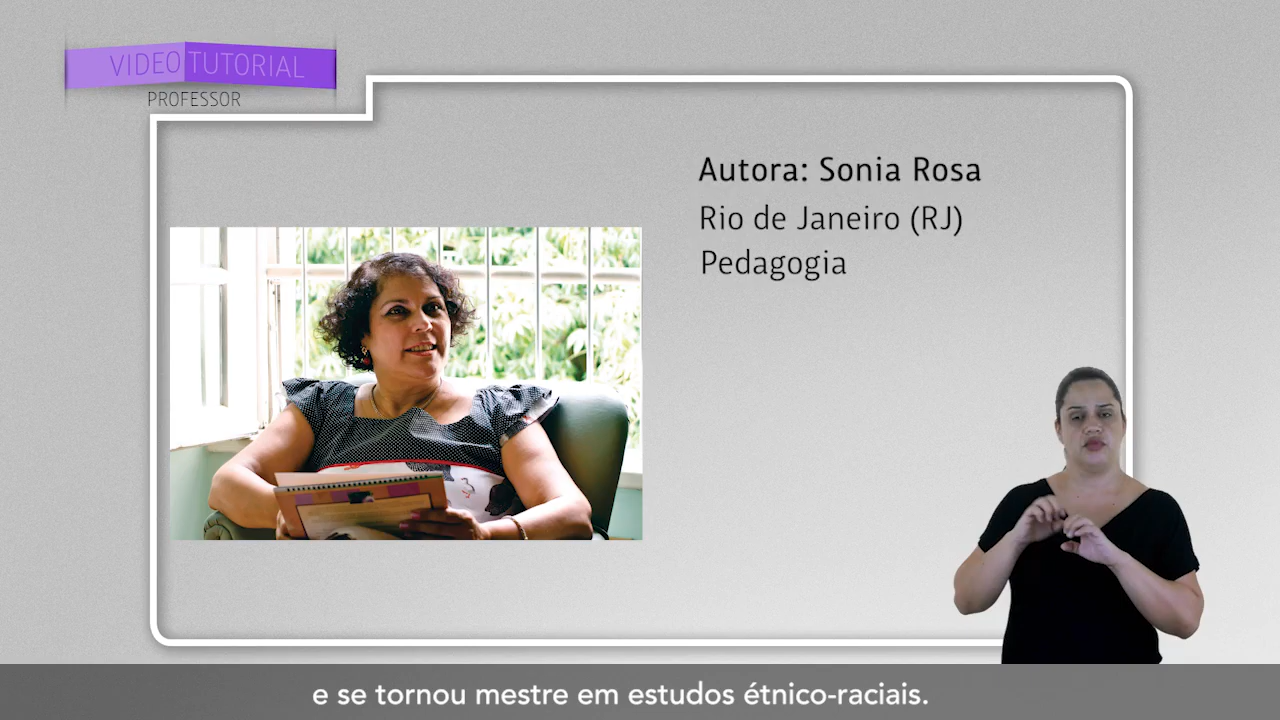 VIDEO TUTORIAL
PROFESSOR
Autora: Sonia Rosa
Rio de Janeiro (RJ)
Pedagogia
e se tornou mestre em estudos étnico-raciais.